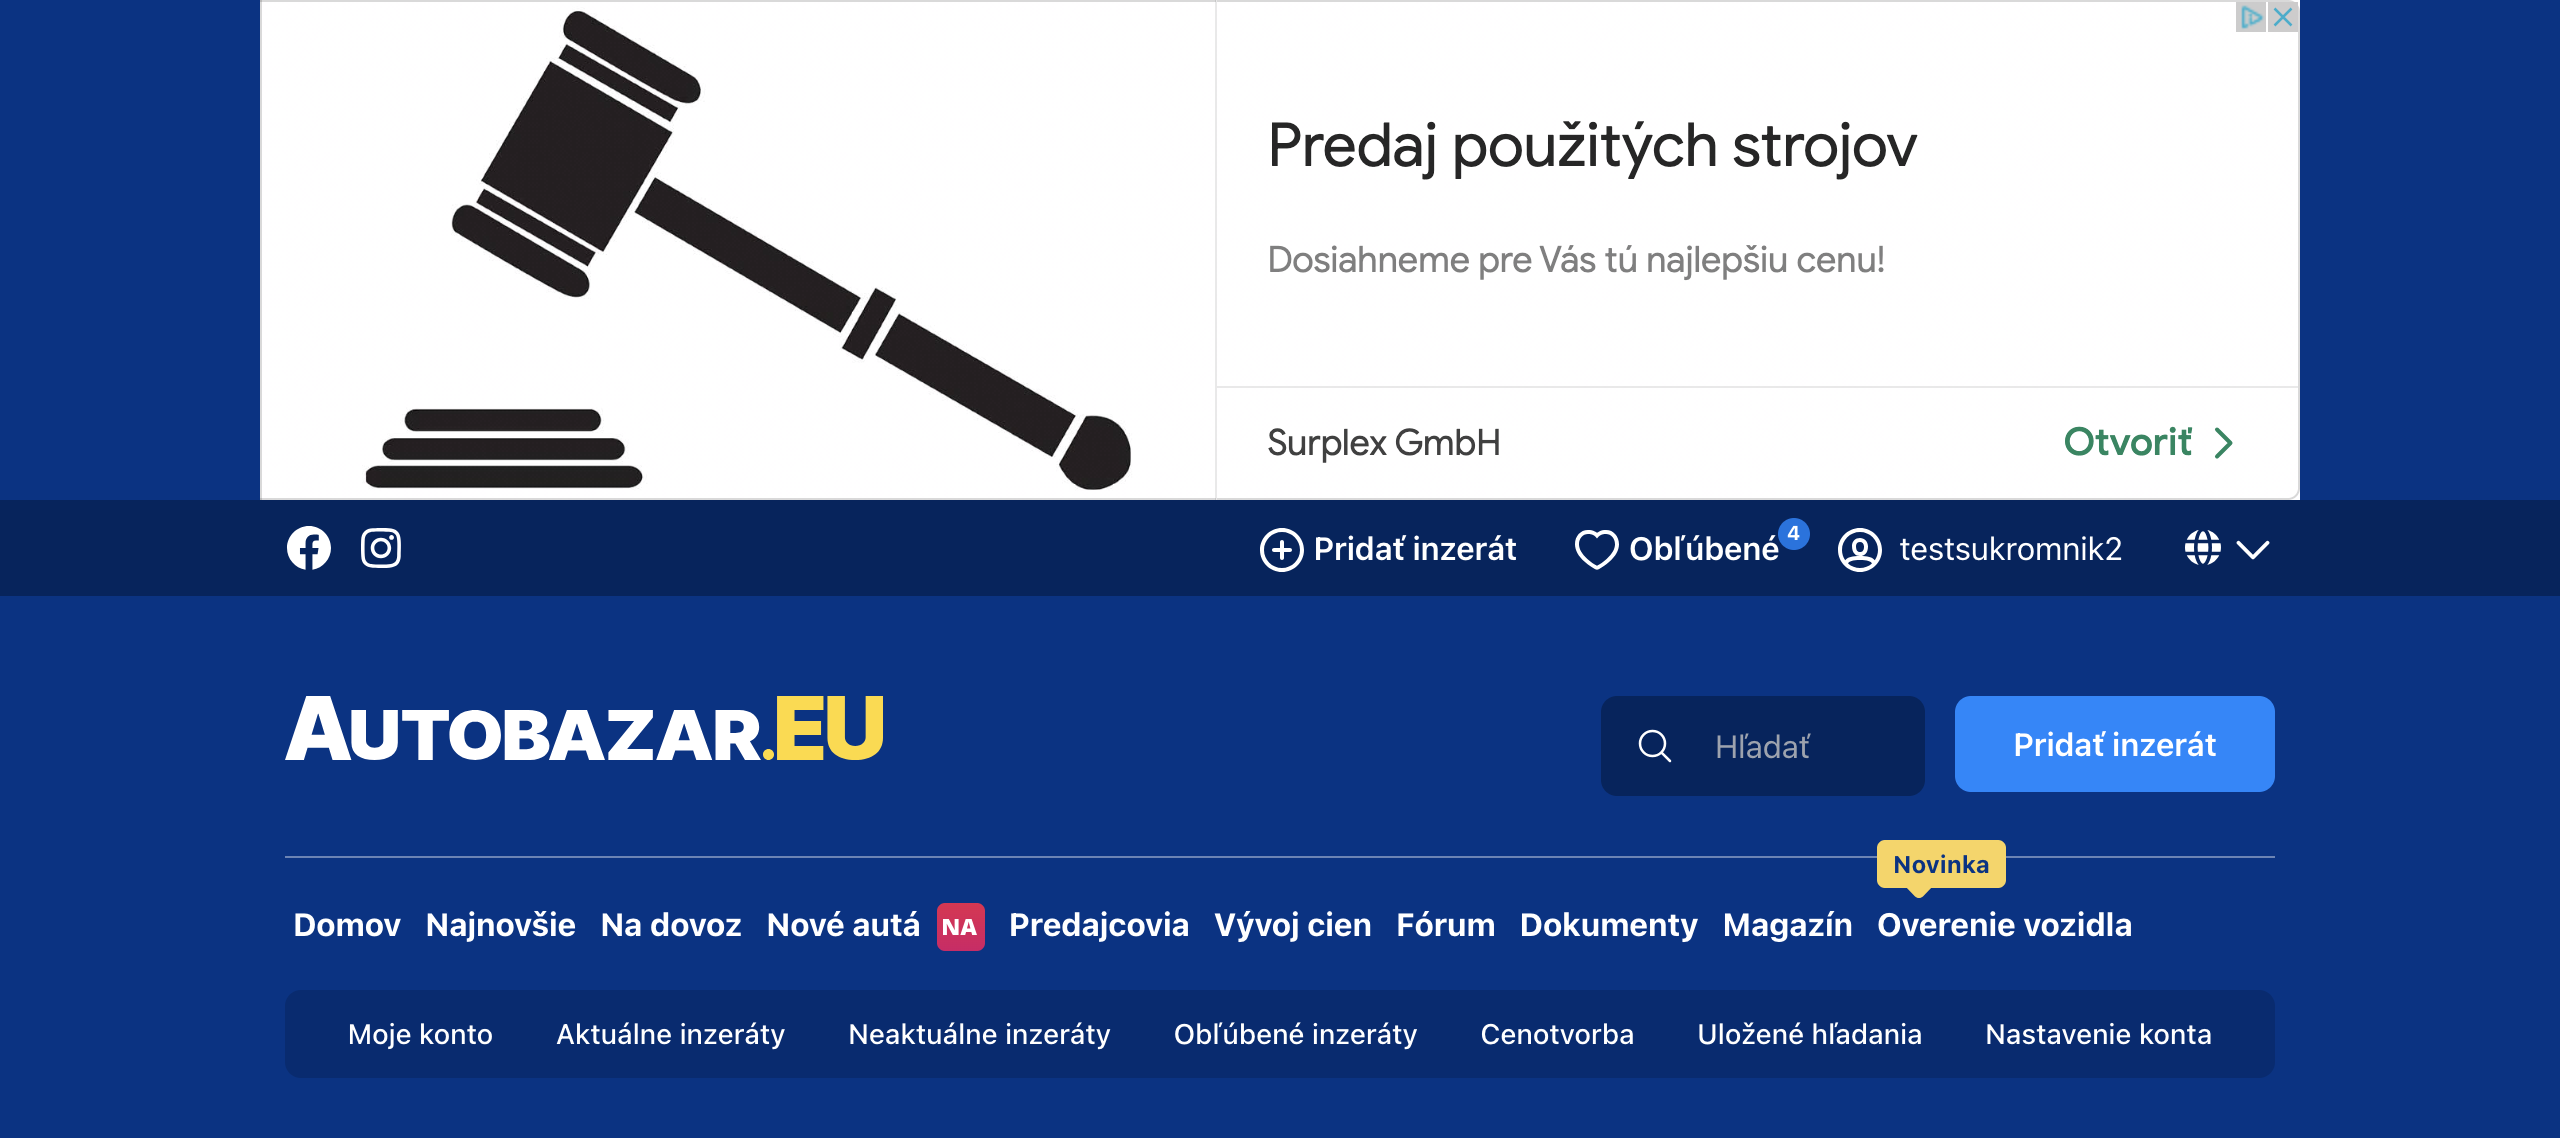 Predaj použitých strojov
Dosiahneme pre Vás tú najlepšiu cenu!
Surplex GmbH
Otvoriť
Pridať inzerát
Obľúbené 4
testsukromnik2
AUTOBAZAR.EU
Hľadať
Pridať inzerát
Novinka
Domov Najnovšie Na dovoz Nové autá NA Predajcovia Vývoj cien Fórum Dokumenty Magazín Overenie vozidla
Moje konto Aktuálne inzeráty Neaktuálne inzeráty Obľúbené inzeráty Cenotvorba Uložené hľadania Nastavenie konta